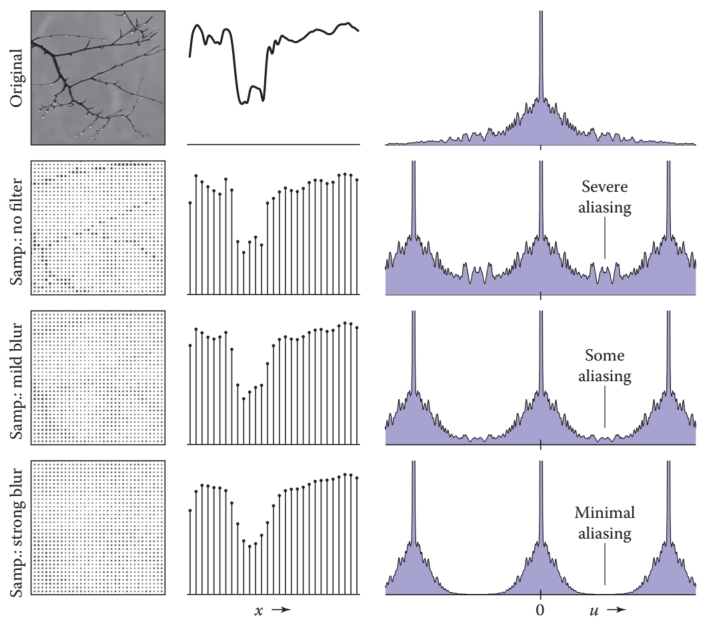 Original
Samp.: no filter
Severe
aliasing
Samp.: mild blur
Some
aliasing
Samp.: strong blur
Minimal
aliasing
x →
0
u →